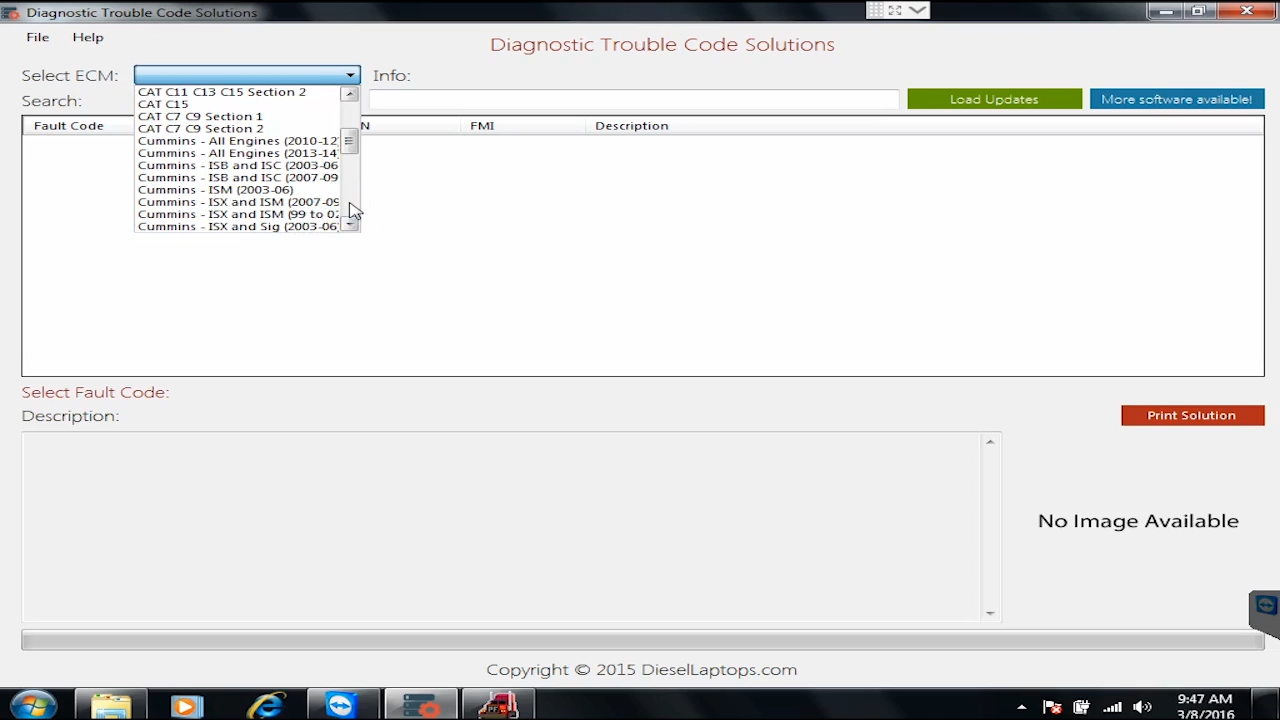 Diagnostic Trouble Code Solutions
File Help
Diagnostic Trouble Code Solutions
Select ECM:
Info:
CAT C11 C13 C15 Section 2
CAT C15
CAT C7 C9 Section 1
CAT C7 C9 Section 2
Cummins - All Engines (2010-12)
Cummins - All Engines (2013-14)
Cummins - ISB and ISC (2003-06
Cummins - ISB and ISC (2007-09
Cummins - ISM (2003-06)
Cummins - ISX and ISM (2007-09
Cummins - ISX and ISM (99 to 02
Cummins - ISX and Sig (2003-06)
Search:
Load Updates
More software available!
Fault Code
N
FMI
Description
Select Fault Code:
Description:
Print Solution
No Image Available
Copyright © 2015 DieselLaptops.com
PF
9:47 AM
3/8/2016